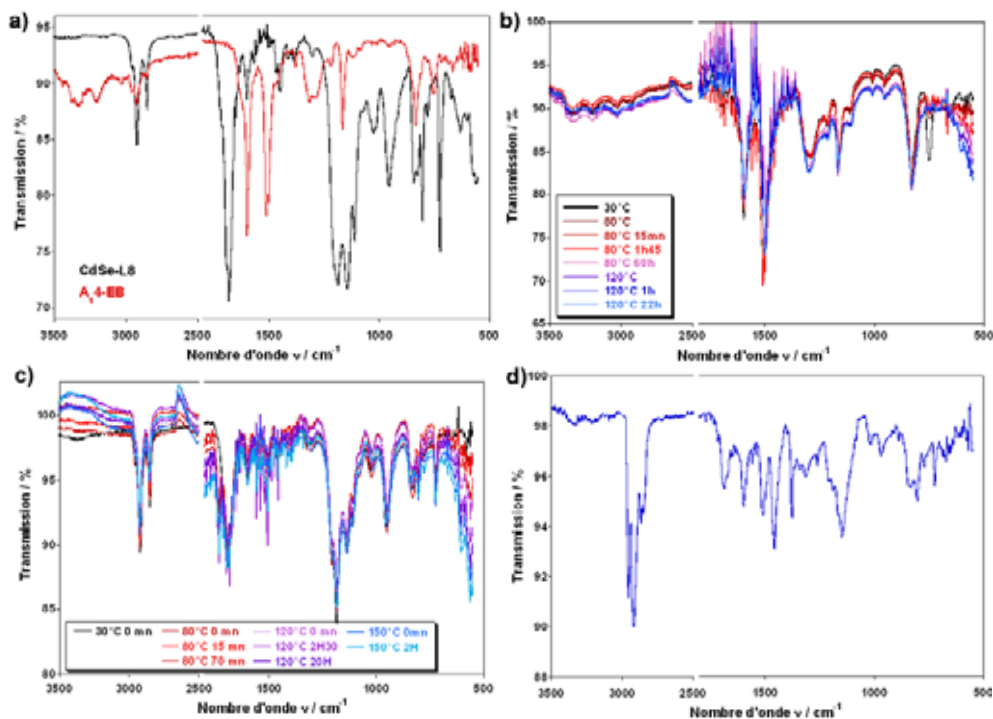 a)
95
90
85
80
75
70
Transmission / %
CdSe-L8
A₄4-EB
3500 3000 2500 1500 1000 500
Nombre d'onde ν / cm⁻¹
b)
100
95
90
85
80
75
70
65
Transmission / %
30°C
80°C
80°C 15mn
80°C 1h45
80°C 60h
120°C
120°C 1h
120°C 22h
3500 3000 2500 1500 1000 500
Nombre d'onde ν / cm⁻¹
c)
100
95
90
85
80
Transmission / %
30°C 0 mn 80°C 0 mn 120°C 0 mn 150°C 0mn
80°C 15 mn 120°C 2H30 150°C 2H
80°C 70 mn 120°C 20H
3500 3000 2500 1500 1000 500
Nombre d'onde ν / cm⁻¹
d)
100
98
96
94
92
90
88
Transmission / %
3500 3000 2500 1500 1000 500
Nombre d'onde ν / cm⁻¹